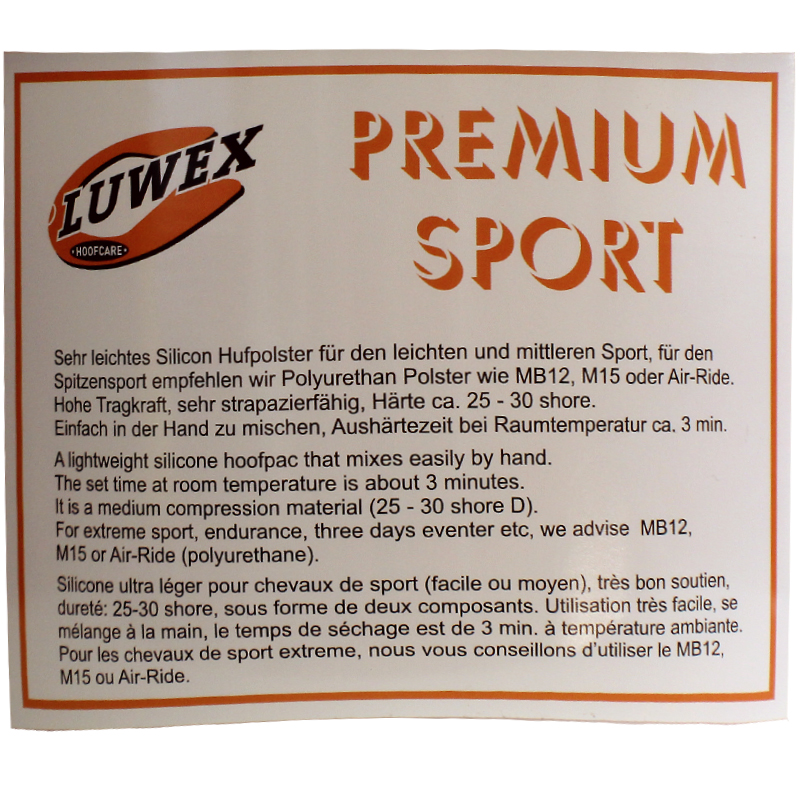 LUWEX
•HOOFCARE•
PREMIUM
SPORT
Sehr leichtes Silicon Hufpolster für den leichten und mittleren Sport, für den
Spitzensport empfehlen wir Polyurethan Polster wie MB12, M15 oder Air-Ride.
Hohe Tragkraft, sehr strapazierfähig, Härte ca. 25 - 30 shore.
Einfach in der Hand zu mischen, Aushärtezeit bei Raumtemperatur ca. 3 min.
A lightweight silicone hoofpac that mixes easily by hand.
The set time at room temperature is about 3 minutes.
It is a medium compression material (25 - 30 shore D).
For extreme sport, endurance, three days eventer etc, we advise MB12,
M15 or Air-Ride (polyurethane).
Silicone ultra léger pour chevaux de sport (facile ou moyen), très bon soutien,
dureté: 25-30 shore, sous forme de deux composants. Utilisation très facile, se
mélange à la main, le temps de séchage est de 3 min. à température ambiante.
Pour les chevaux de sport extreme, nous vous conseillons d'utiliser le MB12,
M15 ou Air-Ride.